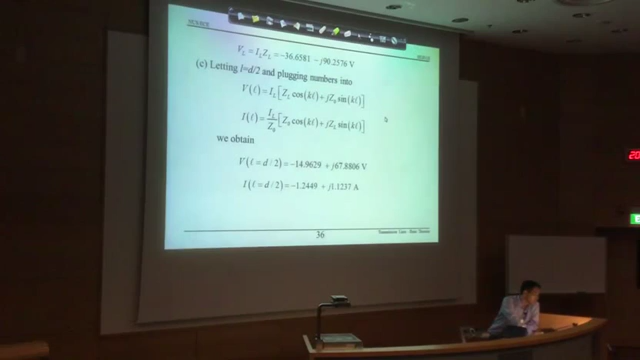 V_L = I_L Z_L = −36.6581 − j90.2576 V
(c) Letting l=d/2 and plugging numbers into
V(ℓ) = I_L [Z_L cos(kℓ) + jZ_0 sin(kℓ)]
I(ℓ) = I_L/Z_0 [Z_0 cos(kℓ) + jZ_L sin(kℓ)]
we obtain
V(ℓ = d / 2) = −14.9629 + j67.8806 V
I(ℓ = d / 2) = −1.2449 + j1.1237 A
36
20